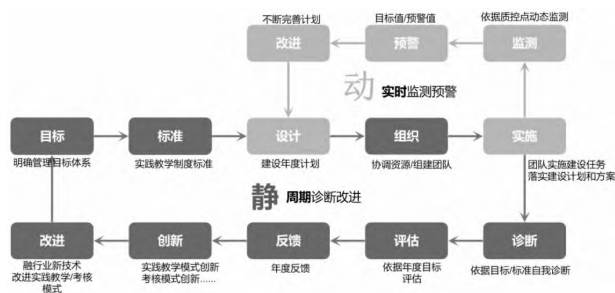 不断完善计划
目标值/预警值
依据质控点动态监测
改进
预警
监测
动 实时监测预警
目标
标准
设计
组织
实施
明确管理目标体系
实践教学制度标准
建设年度计划
协调资源/组建团队
团队实施建设任务
落实建设计划和方案
静 周期诊断改进
改进
创新
反馈
评估
诊断
融行业新技术
改进实践教学/考核
模式
实践教学模式创新
考核模式创新......
年度反馈
依据年度目标
评估
依据目标/标准自我诊断